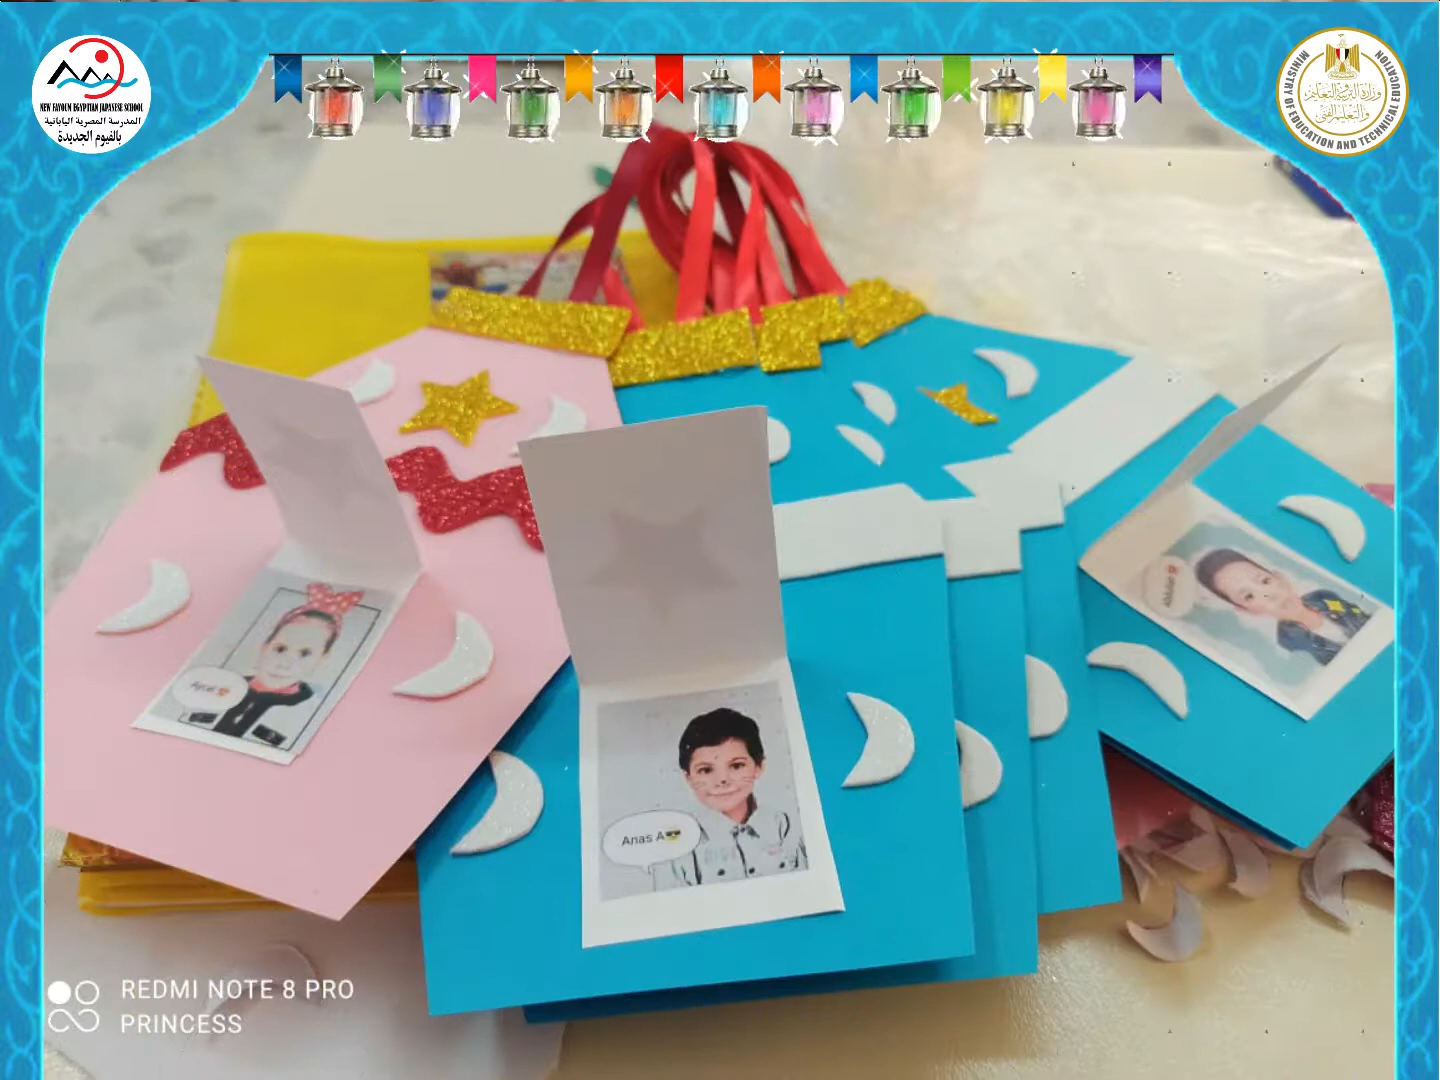 NEW FAYOUM EGYPTIAN JAPANESE SCHOOL
المدرسة المصرية اليابانية
بالفيوم الجديدة
MINISTRY OF EDUCATION AND TECHNICAL EDUCATION
وزارة التربية والتعليم
والتعليم الفني
Anas A😎
REDMI NOTE 8 PRO
PRINCESS